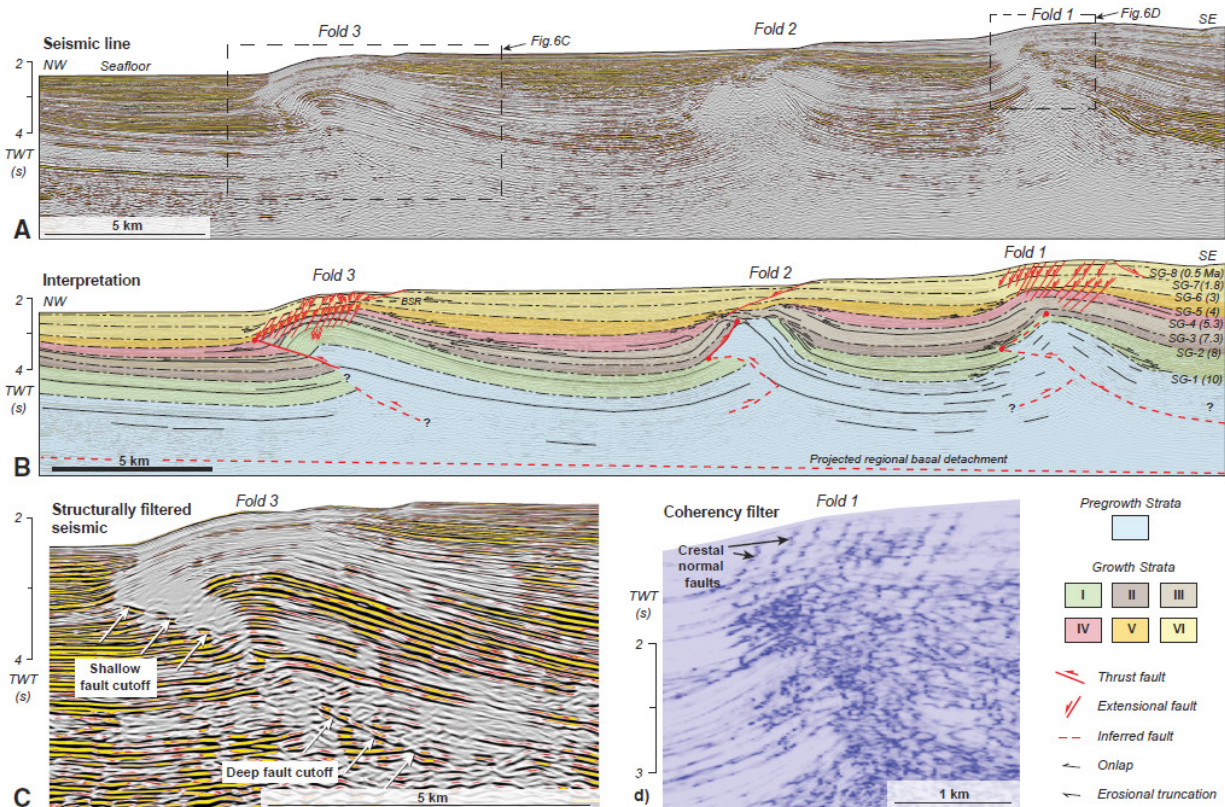 Fold 3
Fold 2
Fold 1
Fig.6D
SE
Seismic line
Fig.6C
NW
Seafloor
2
4
TWT
(s)
5 km
A
Interpretation
Fold 3
Fold 2
Fold 1
SE
NW
BSR
SG-8 (0.5 Ma)
SG-7(1.8)
SG-6 (3)
SG-5 (4)
SG-4 (5.3)
SG-3 (7.3)
SG-2 (8)
SG-1 (10)
2
4
TWT
(s)
?
?
?
?
5 km
Projected regional basal detachment
B
Structurally filtered
seismic
Fold 3
2
4
TWT
(s)
Shallow
fault cutoff
Deep fault cutoff
5 km
C
Fold 1
Coherency filter
Crestal
normal
faults
TWT
(s)
2
3
1 km
d)
Pregrowth Strata
Growth Strata
I
II
III
IV
V
VI
Thrust fault
Extensional fault
Inferred fault
Onlap
Erosional truncation